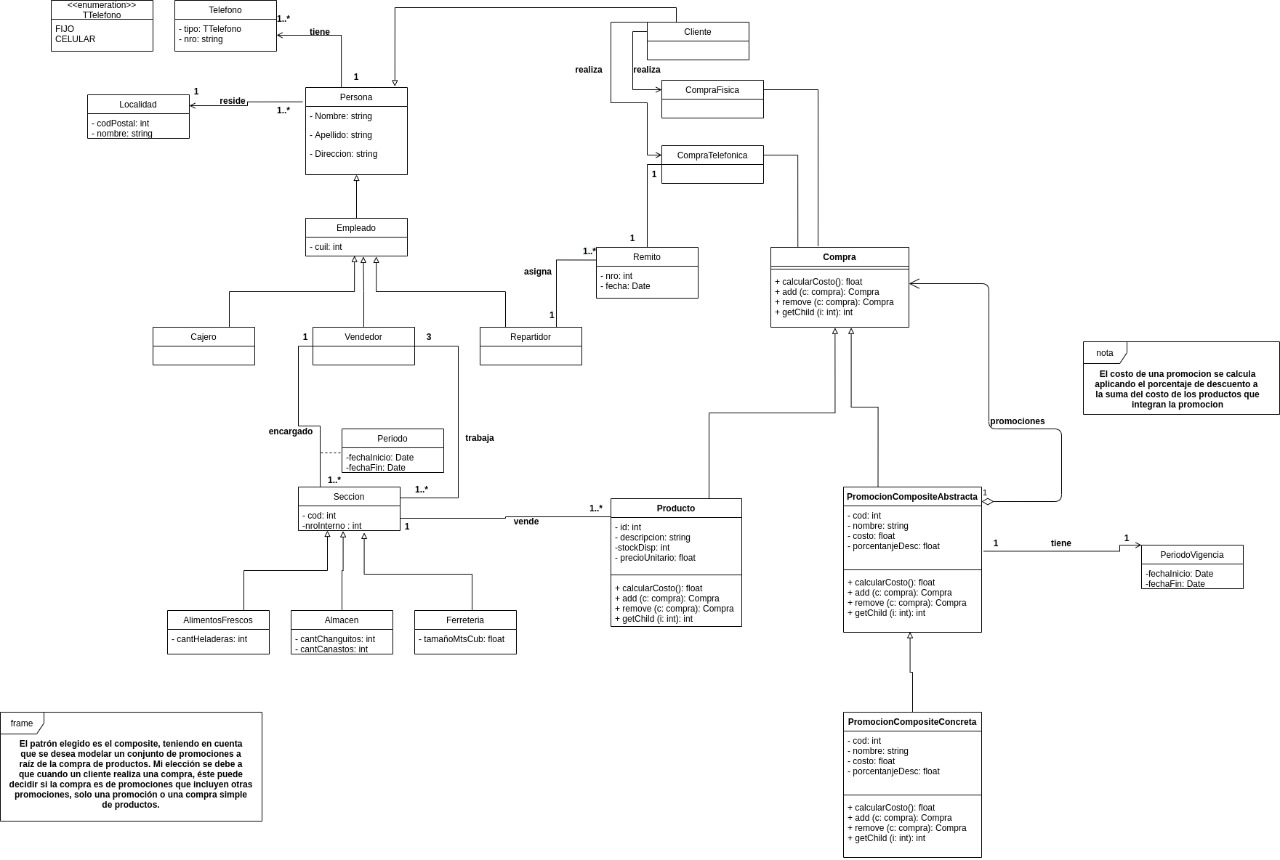 <<enumeration>>
TTelefono
FIJO
CELULAR
Telefono
- tipo: TTelefono
- nro: string
1..*
tiene
1
Cliente
realiza
realiza
CompraFisica
CompraTelefonica
1
1
Localidad
- codPostal: int
- nombre: string
1
reside
1..*
Persona
- Nombre: string
- Apellido: string
- Direccion: string
Empleado
- cuil: int
Remito
- nro: int
- fecha: Date
1..*
asigna
1
Compra
+ calcularCosto(): float
+ add (c: compra): Compra
+ remove (c: compra): Compra
+ getChild (i: int): int
Cajero
1
Vendedor
3
Repartidor
nota
El costo de una promocion se calcula
aplicando el porcentaje de descuento a
la suma del costo de los productos que
integran la promocion
promociones
encargado
Periodo
-fechaInicio: Date
-fechaFin: Date
trabaja
1..*
1..*
Seccion
- cod: int
-nroInterno : int
1
vende
1..*
Producto
- id: int
- descripcion: string
-stockDisp: int
- precioUnitario: float
+ calcularCosto(): float
+ add (c: compra): Compra
+ remove (c: compra): Compra
+ getChild (i: int): int
PromocionCompositeAbstracta
1
- cod: int
- nombre: string
- costo: float
- porcentanjeDesc: float
+ calcularCosto(): float
+ add (c: compra): Compra
+ remove (c: compra): Compra
+ getChild (i: int): int
1
tiene
1
PeriodoVigencia
-fechaInicio: Date
-fechaFin: Date
AlimentosFrescos
- cantHeladeras: int
Almacen
- cantChanguitos: int
- cantCanastos: int
Ferreteria
- tamañoMtsCub: float
frame
El patrón elegido es el composite, teniendo en cuenta
que se desea modelar un conjunto de promociones a
raíz de la compra de productos. Mi elección se debe a
que cuando un cliente realiza una compra, éste puede
decidir si la compra es de promociones que incluyen otras
promociones, solo una promoción o una compra simple
de productos.
PromocionCompositeConcreta
- cod: int
- nombre: string
- costo: float
- porcentanjeDesc: float
+ calcularCosto(): float
+ add (c: compra): Compra
+ remove (c: compra): Compra
+ getChild (i: int): int